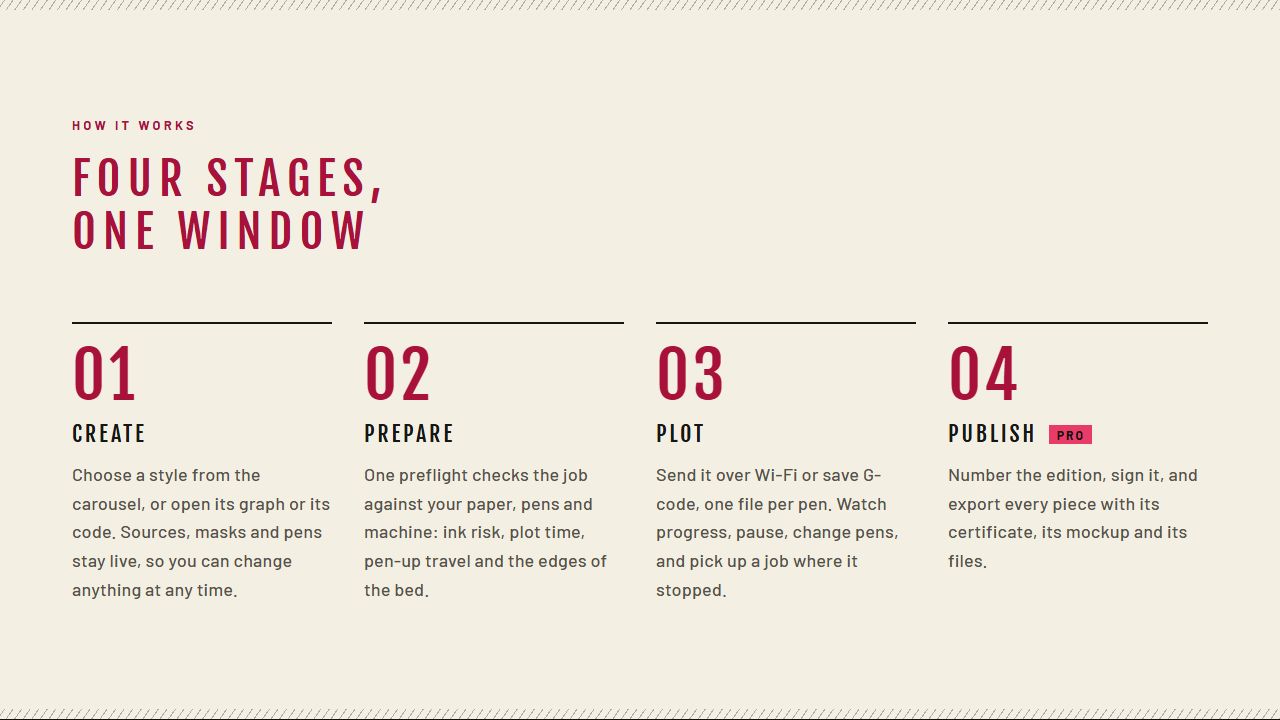 HOW IT WORKS
FOUR STAGES,
ONE WINDOW
01
CREATE
Choose a style from the
carousel, or open its graph or its
code. Sources, masks and pens
stay live, so you can change
anything at any time.
02
PREPARE
One preflight checks the job
against your paper, pens and
machine: ink risk, plot time,
pen-up travel and the edges of
the bed.
03
PLOT
Send it over Wi-Fi or save G-
code, one file per pen. Watch
progress, pause, change pens,
and pick up a job where it
stopped.
04
PUBLISH PRO
Number the edition, sign it, and
export every piece with its
certificate, its mockup and its
files.